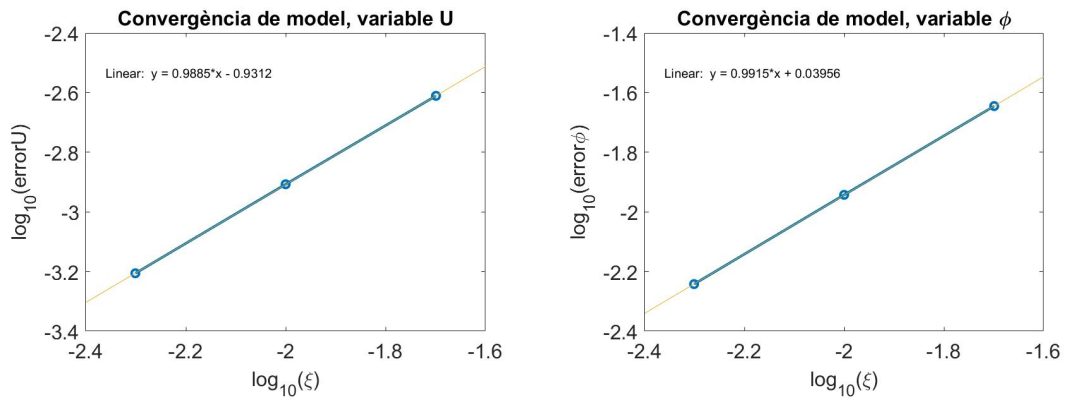 Convergència de model, variable U
-2.4
Linear: y = 0.9885*x - 0.9312
-2.6
-2.8
-3
-3.2
-3.4
log10(errorU)
-2.4 -2.2 -2 -1.8 -1.6
log10(ξ)
Convergència de model, variable ϕ
-1.4
Linear: y = 0.9915*x + 0.03956
-1.6
-1.8
-2
-2.2
-2.4
log10(errorϕ)
-2.4 -2.2 -2 -1.8 -1.6
log10(ξ)